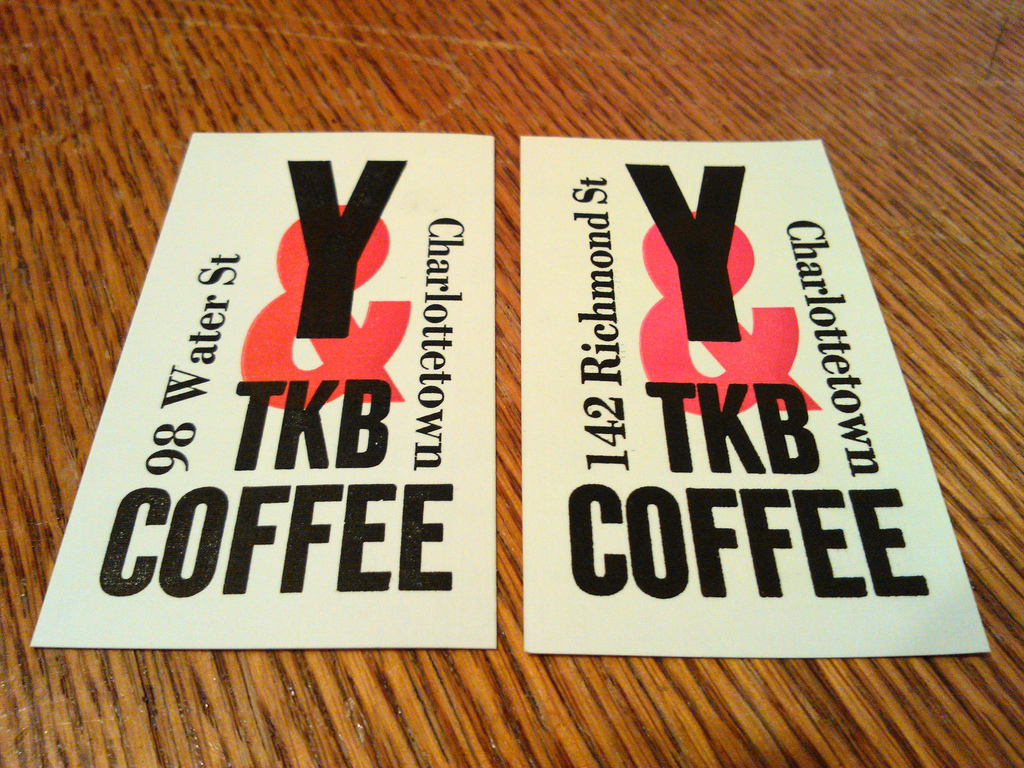 98 Water St
Y
&
TKB
COFFEE
Charlottetown
142 Richmond St
Y
&
TKB
COFFEE
Charlottetown